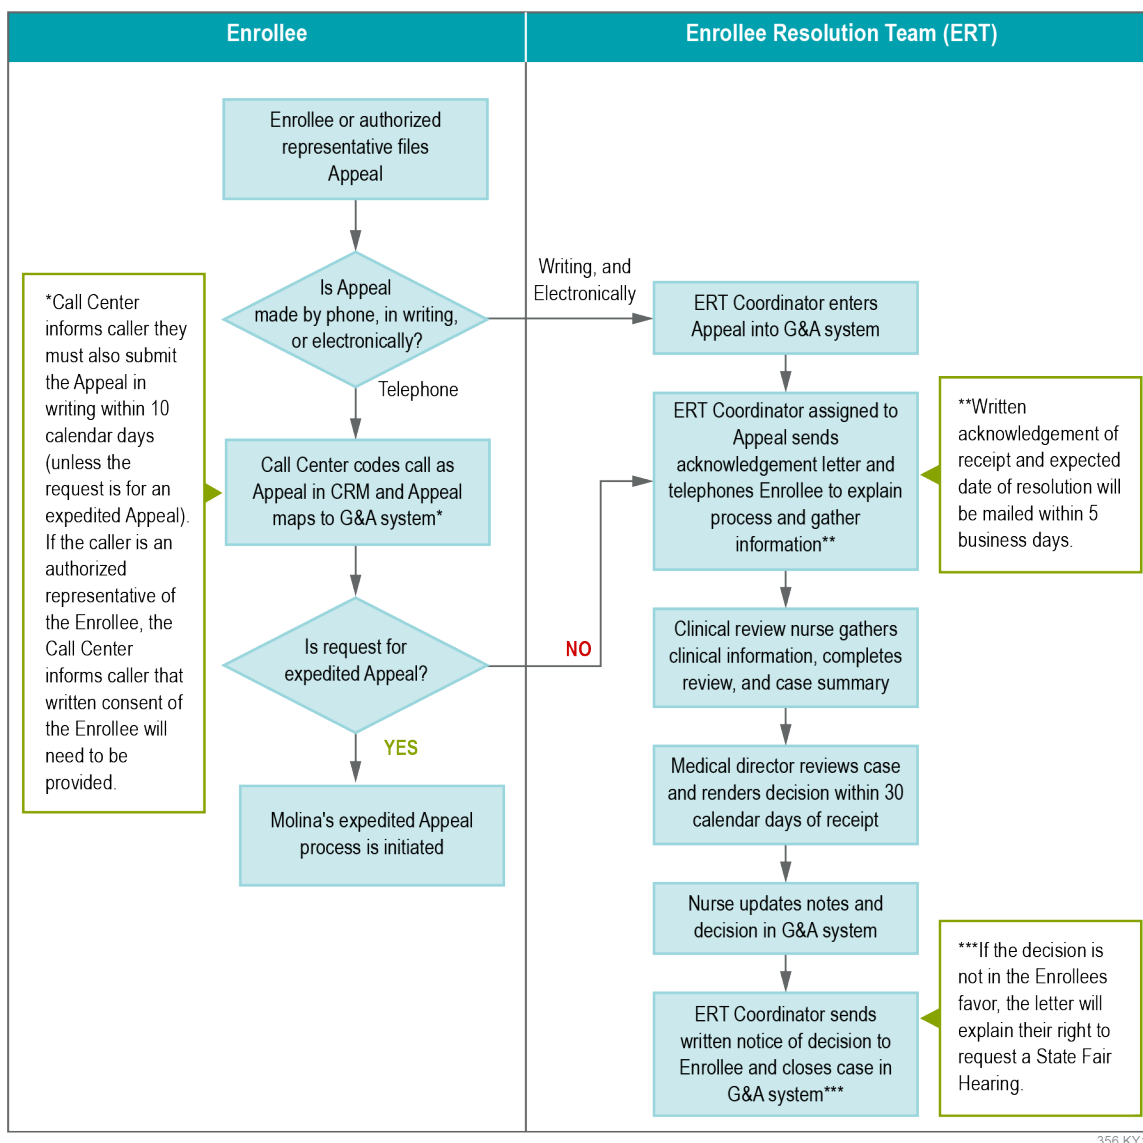 Enrollee
Enrollee Resolution Team (ERT)
Enrollee or authorized
representative files
Appeal
Is Appeal
made by phone, in writing,
or electronically?
Writing, and
Electronically
Telephone
*Call Center
informs caller they
must also submit
the Appeal in
writing within 10
calendar days
(unless the
request is for an
expedited Appeal).
If the caller is an
authorized
representative of
the Enrollee, the
Call Center
informs caller that
written consent of
the Enrollee will
need to be
provided.
Call Center codes call as
Appeal in CRM and Appeal
maps to G&A system*
Is request for
expedited Appeal?
NO
YES
Molina's expedited Appeal
process is initiated
ERT Coordinator enters
Appeal into G&A system
ERT Coordinator assigned to
Appeal sends
acknowledgement letter and
telephones Enrollee to explain
process and gather
information**
**Written
acknowledgement of
receipt and expected
date of resolution will
be mailed within 5
business days.
Clinical review nurse gathers
clinical information, completes
review, and case summary
Medical director reviews case
and renders decision within 30
calendar days of receipt
Nurse updates notes and
decision in G&A system
ERT Coordinator sends
written notice of decision to
Enrollee and closes case in
G&A system***
***If the decision is
not in the Enrollees
favor, the letter will
explain their right to
request a State Fair
Hearing.